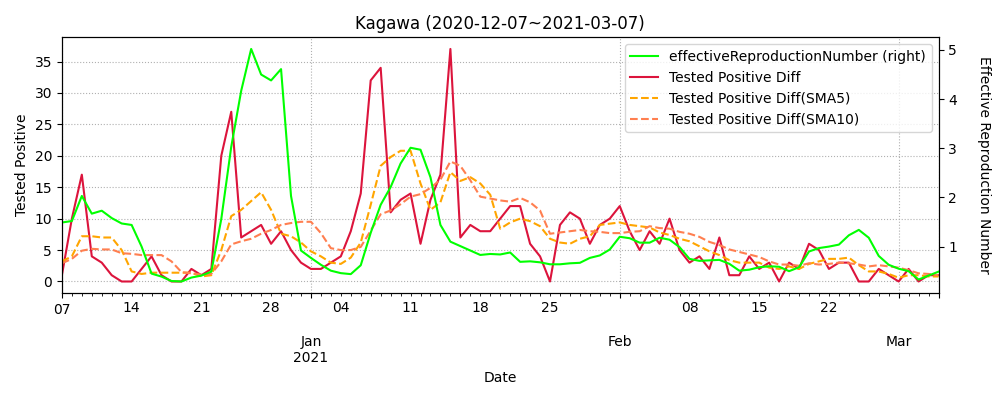 Kagawa (2020-12-07~2021-03-07)
effectiveReproductionNumber (right)
Tested Positive Diff
Tested Positive Diff(SMA5)
Tested Positive Diff(SMA10)
Tested Positive
35
30
25
20
15
10
5
0
5
4
3
2
1
Effective Reproduction Number
07 14 21 28 04 11 18 25 08 15 22
Jan Feb Mar
2021
Date